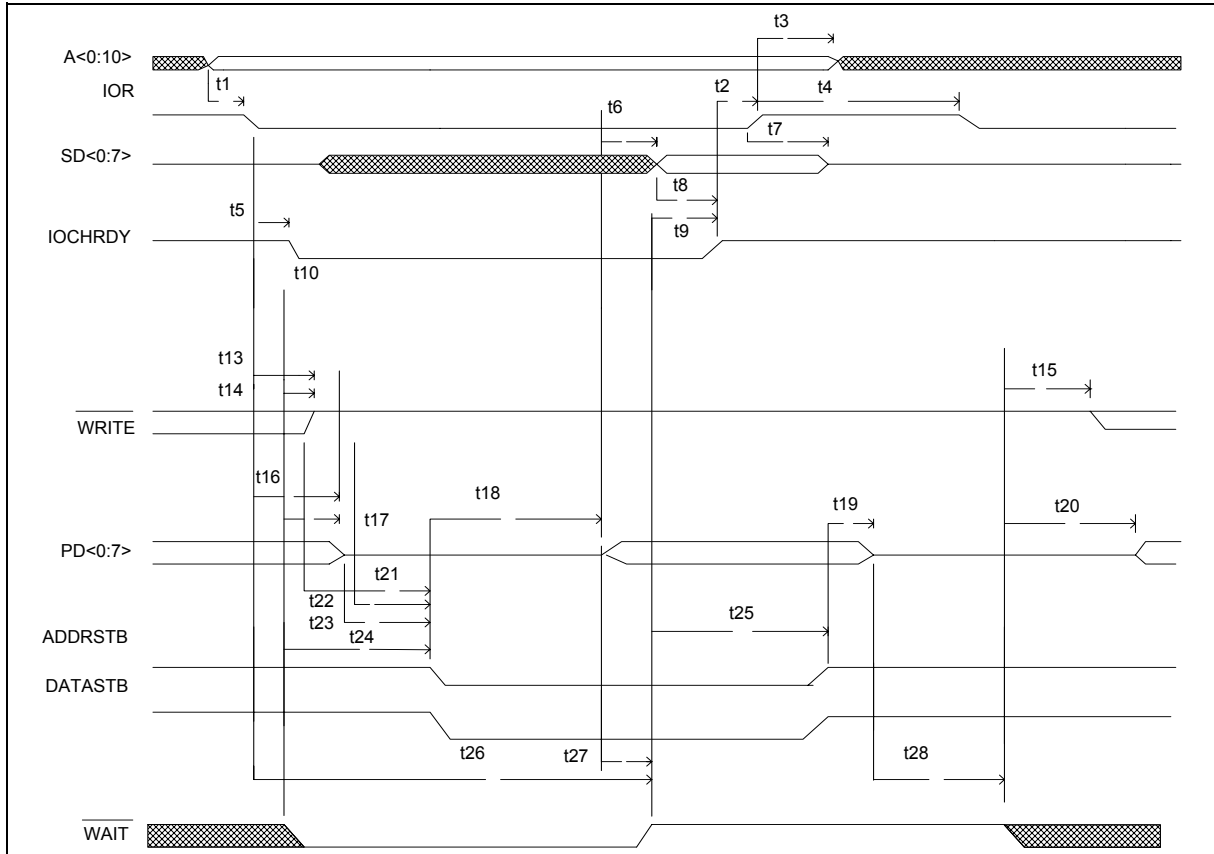 t3
A<0:10>
t1
t2
t4
IOR
t6
t7
SD<0:7>
t8
t5
t9
IOCHRDY
t10
t13
t15
t14
WRITE
t16
t18
t19
t20
t17
PD<0:7>
t21
t22
t23
t25
ADDRSTB
t24
DATASTB
t26
t27
t28
WAIT